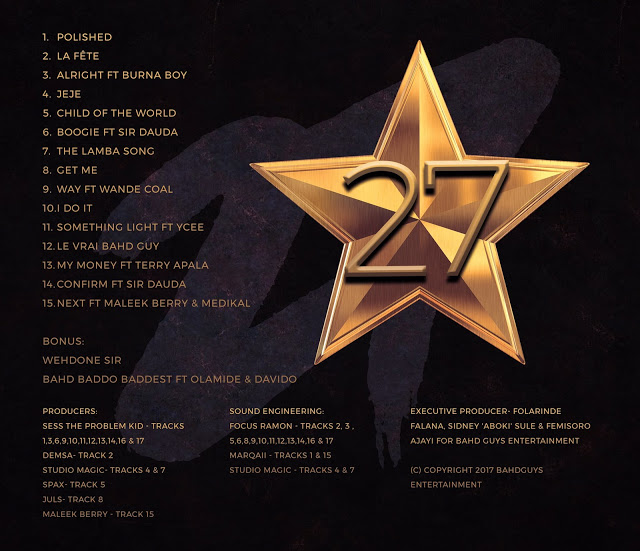 1. POLISHED
2. LA FÊTE
3. ALRIGHT FT BURNA BOY
4. JEJE
5. CHILD OF THE WORLD
6. BOOGIE FT SIR DAUDA
7. THE LAMBA SONG
8. GET ME
9. WAY FT WANDE COAL
10. I DO IT
11. SOMETHING LIGHT FT YCEE
12. LE VRAI BAHD GUY
13. MY MONEY FT TERRY APALA
14. CONFIRM FT SIR DAUDA
15. NEXT FT MALEEK BERRY & MEDIKAL
27
BONUS:
WEHDONE SIR
BAHD BADDO BADDEST FT OLAMIDE & DAVIDO
PRODUCERS:
SESS THE PROBLEM KID - TRACKS
1,3,6,9,10,11,12,13,14,16 & 17
DEMSA- TRACK 2
STUDIO MAGIC- TRACKS 4 & 7
SPAX- TRACK 5
JULS- TRACK 8
MALEEK BERRY - TRACK 15
SOUND ENGINEERING:
FOCUS RAMON - TRACKS 2, 3 ,
5,6,8,9,10,11,12,13,14,16 & 17
MARQAII - TRACKS 1 & 15
STUDIO MAGIC - TRACKS 4 & 7
EXECUTIVE PRODUCER- FOLARINDE
FALANA, SIDNEY 'ABOKI' SULE & FEMISORO
AJAYI FOR BAHD GUYS ENTERTAINMENT
(C) COPYRIGHT 2017 BAHDGUYS
ENTERTAINMENT